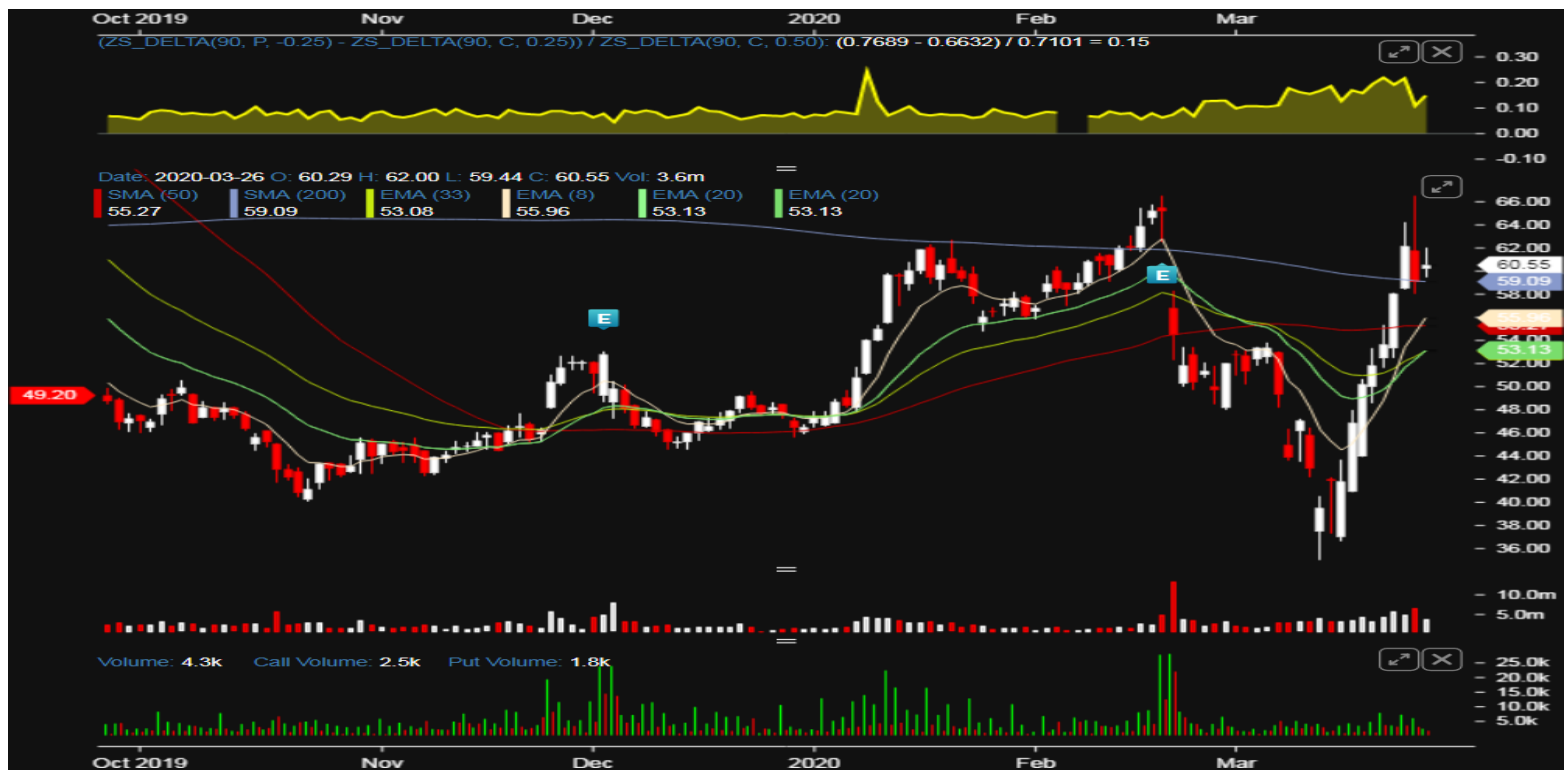 Oct 2019 Nov Dec 2020 Feb Mar
(ZS_DELTA(90, P, -0.25) - ZS_DELTA(90, C, 0.25)) / ZS_DELTA(90, C, 0.50): (0.7689 - 0.6632) / 0.7101 = 0.15
0.30
0.20
0.10
0.00
-0.10
Date: 2020-03-26 O: 60.29 H: 62.00 L: 59.44 C: 60.55 Vol: 3.6m
SMA (50) SMA (200) EMA (33) EMA (8) EMA (20) EMA (20)
55.27 59.09 53.08 55.96 53.13 53.13
66.00
64.00
62.00
60.55
59.09
58.00
E
E
55.96
55.27
54.00
53.13
52.00
50.00
49.20
48.00
46.00
44.00
42.00
40.00
38.00
36.00
10.0m
5.0m
Volume: 4.3k Call Volume: 2.5k Put Volume: 1.8k
25.0k
20.0k
15.0k
10.0k
5.0k
Oct 2019 Nov Dec 2020 Feb Mar